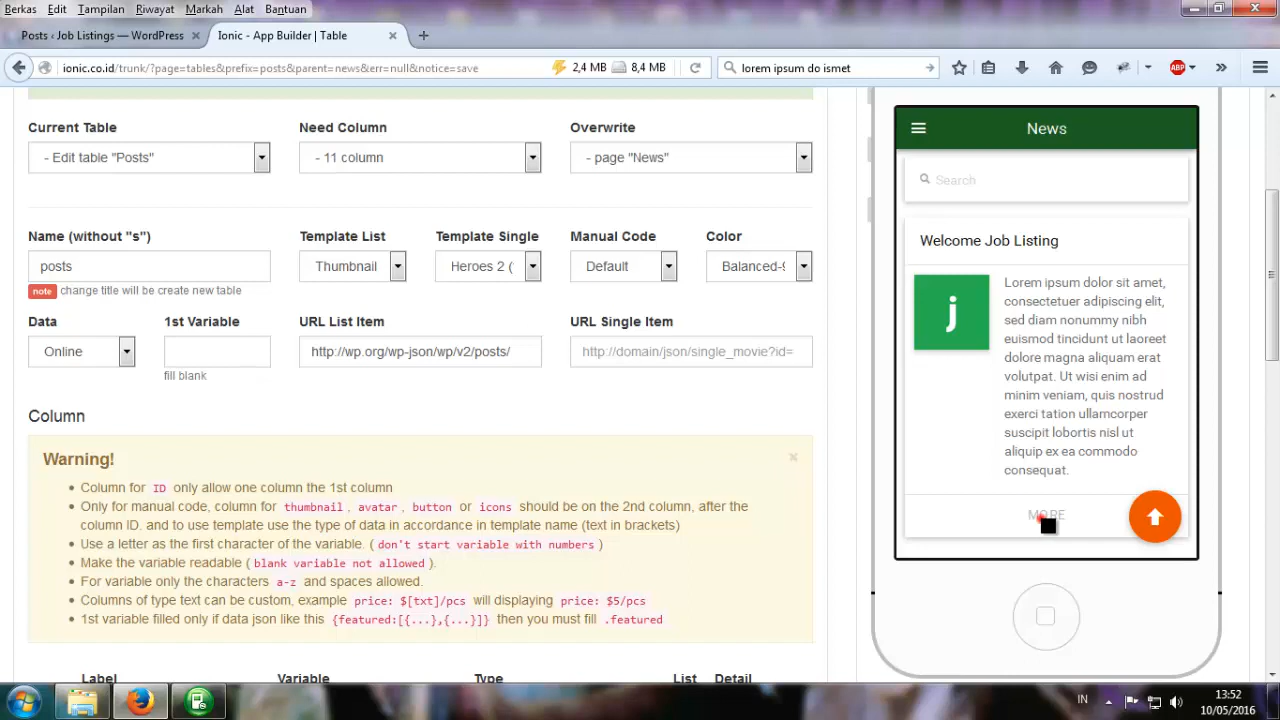 Berkas Edit Tampilan Riwayat Markah Alat Bantuan
Posts ‹ Job Listings — WordPress
Ionic - App Builder | Table
ionic.co.id/trunk/?page=tables&prefix=posts&parent=news&err=null&notice=save
2,4 MB 8,4 MB
lorem ipsum do ismet
ABP
Current Table Need Column Overwrite
- Edit table "Posts" - 11 column - page "News"
Name (without "s") Template List Template Single Manual Code Color
posts Thumbnail Heroes 2 ( Default Balanced-9
note change title will be create new table
Data 1st Variable URL List Item URL Single Item
Online http://wp.org/wp-json/wp/v2/posts/ http://domain/json/single_movie?id=
fill blank
Column
Warning!
×
Column for ID only allow one column the 1st column
Only for manual code, column for thumbnail, avatar, button or icons should be on the 2nd column, after the
column ID. and to use template use the type of data in accordance in template name (text in brackets)
Use a letter as the first character of the variable. ( don't start variable with numbers )
Make the variable readable ( blank variable not allowed ).
For variable only the characters a-z and spaces allowed.
Columns of type text can be custom, example price: $[txt]/pcs will displaying price: $5/pcs
1st variable filled only if data json like this {featured:[{...},{...}]} then you must fill .featured
Label Variable Type List Detail
News
Search
Welcome Job Listing
j
Lorem ipsum dolor sit amet,
consectetuer adipiscing elit,
sed diam nonummy nibh
euismod tincidunt ut laoreet
dolore magna aliquam erat
volutpat. Ut wisi enim ad
minim veniam, quis nostrud
exerci tation ullamcorper
suscipit lobortis nisl ut
aliquip ex ea commodo
consequat.
MORE
IN
13:52
10/05/2016